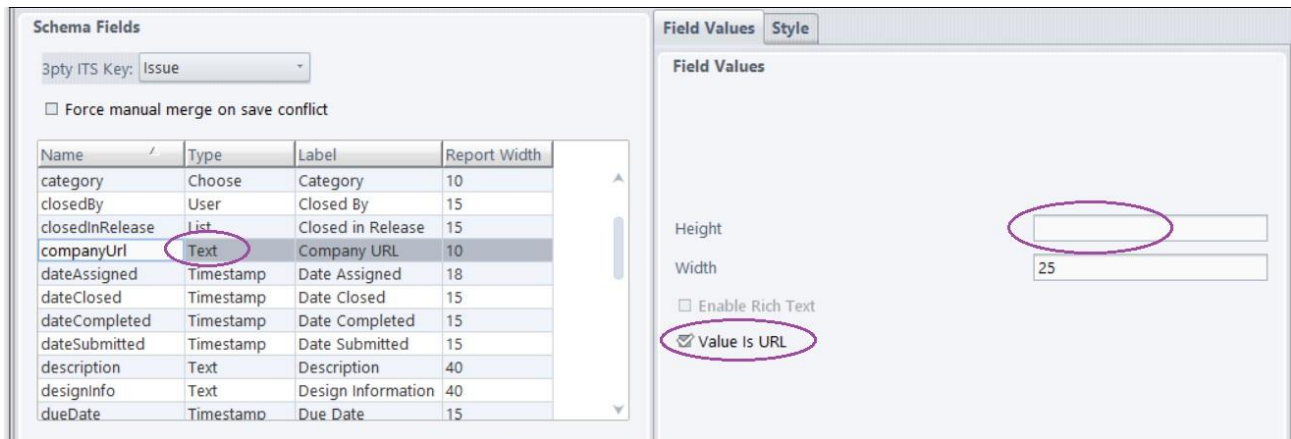 Schema Fields
3pty ITS Key: Issue
Force manual merge on save conflict
Name Type Label Report Width
category Choose Category 10
closedBy User Closed By 15
closedInRelease List Closed in Release 15
companyUrl Text Company URL 10
dateAssigned Timestamp Date Assigned 18
dateClosed Timestamp Date Closed 15
dateCompleted Timestamp Date Completed 15
dateSubmitted Timestamp Date Submitted 15
description Text Description 40
designInfo Text Design Information 40
dueDate Timestamp Due Date 15
Field Values Style
Field Values
Height
Width 25
Enable Rich Text
Value Is URL